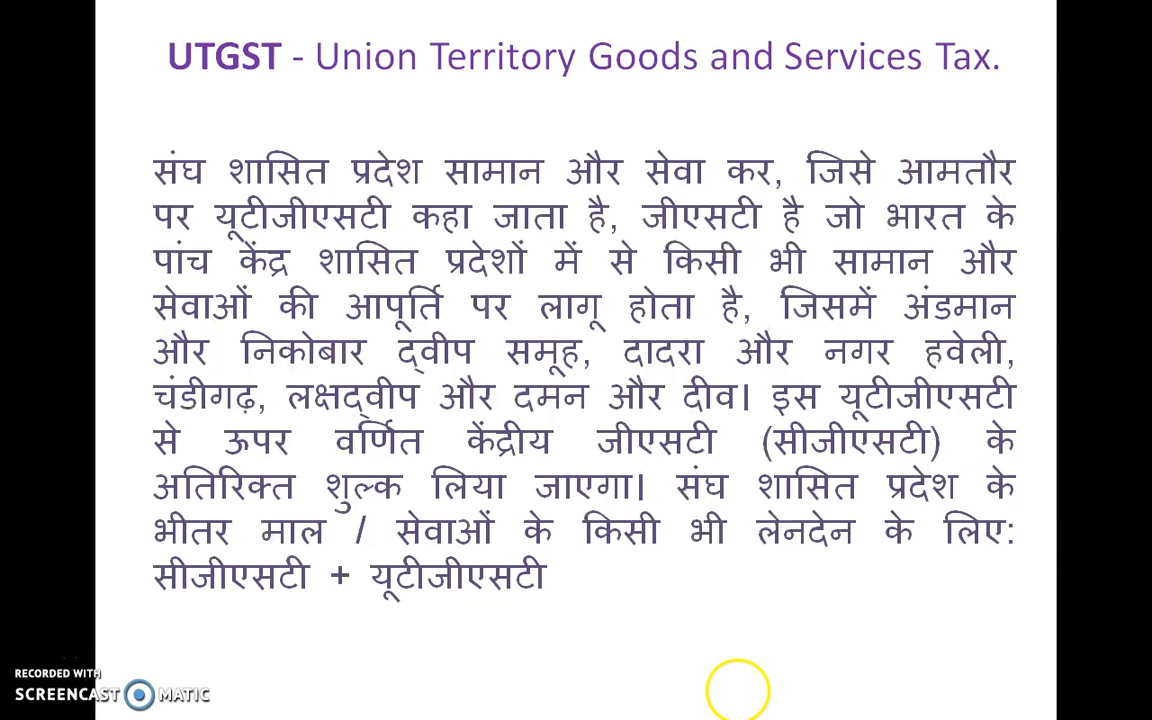 UTGST - Union Territory Goods and Services Tax.
संघ शासित प्रदेश सामान और सेवा कर, जिसे आमतौर
पर यूटीजीएसटी कहा जाता है, जीएसटी है जो भारत के
पांच केंद्र शासित प्रदेशों में से किसी भी सामान और
सेवाओं की आपूर्ति पर लागू होता है, जिसमें अंडमान
और निकोबार द्वीप समूह, दादरा और नगर हवेली,
चंडीगढ़, लक्षद्वीप और दमन और दीव। इस यूटीजीएसटी
से ऊपर वर्णित केंद्रीय जीएसटी (सीजीएसटी) के
अतिरिक्त शुल्क लिया जाएगा। संघ शासित प्रदेश के
भीतर माल / सेवाओं के किसी भी लेनदेन के लिए:
सीजीएसटी + यूटीजीएसटी
RECORDED WITH
SCREENCAST MATIC